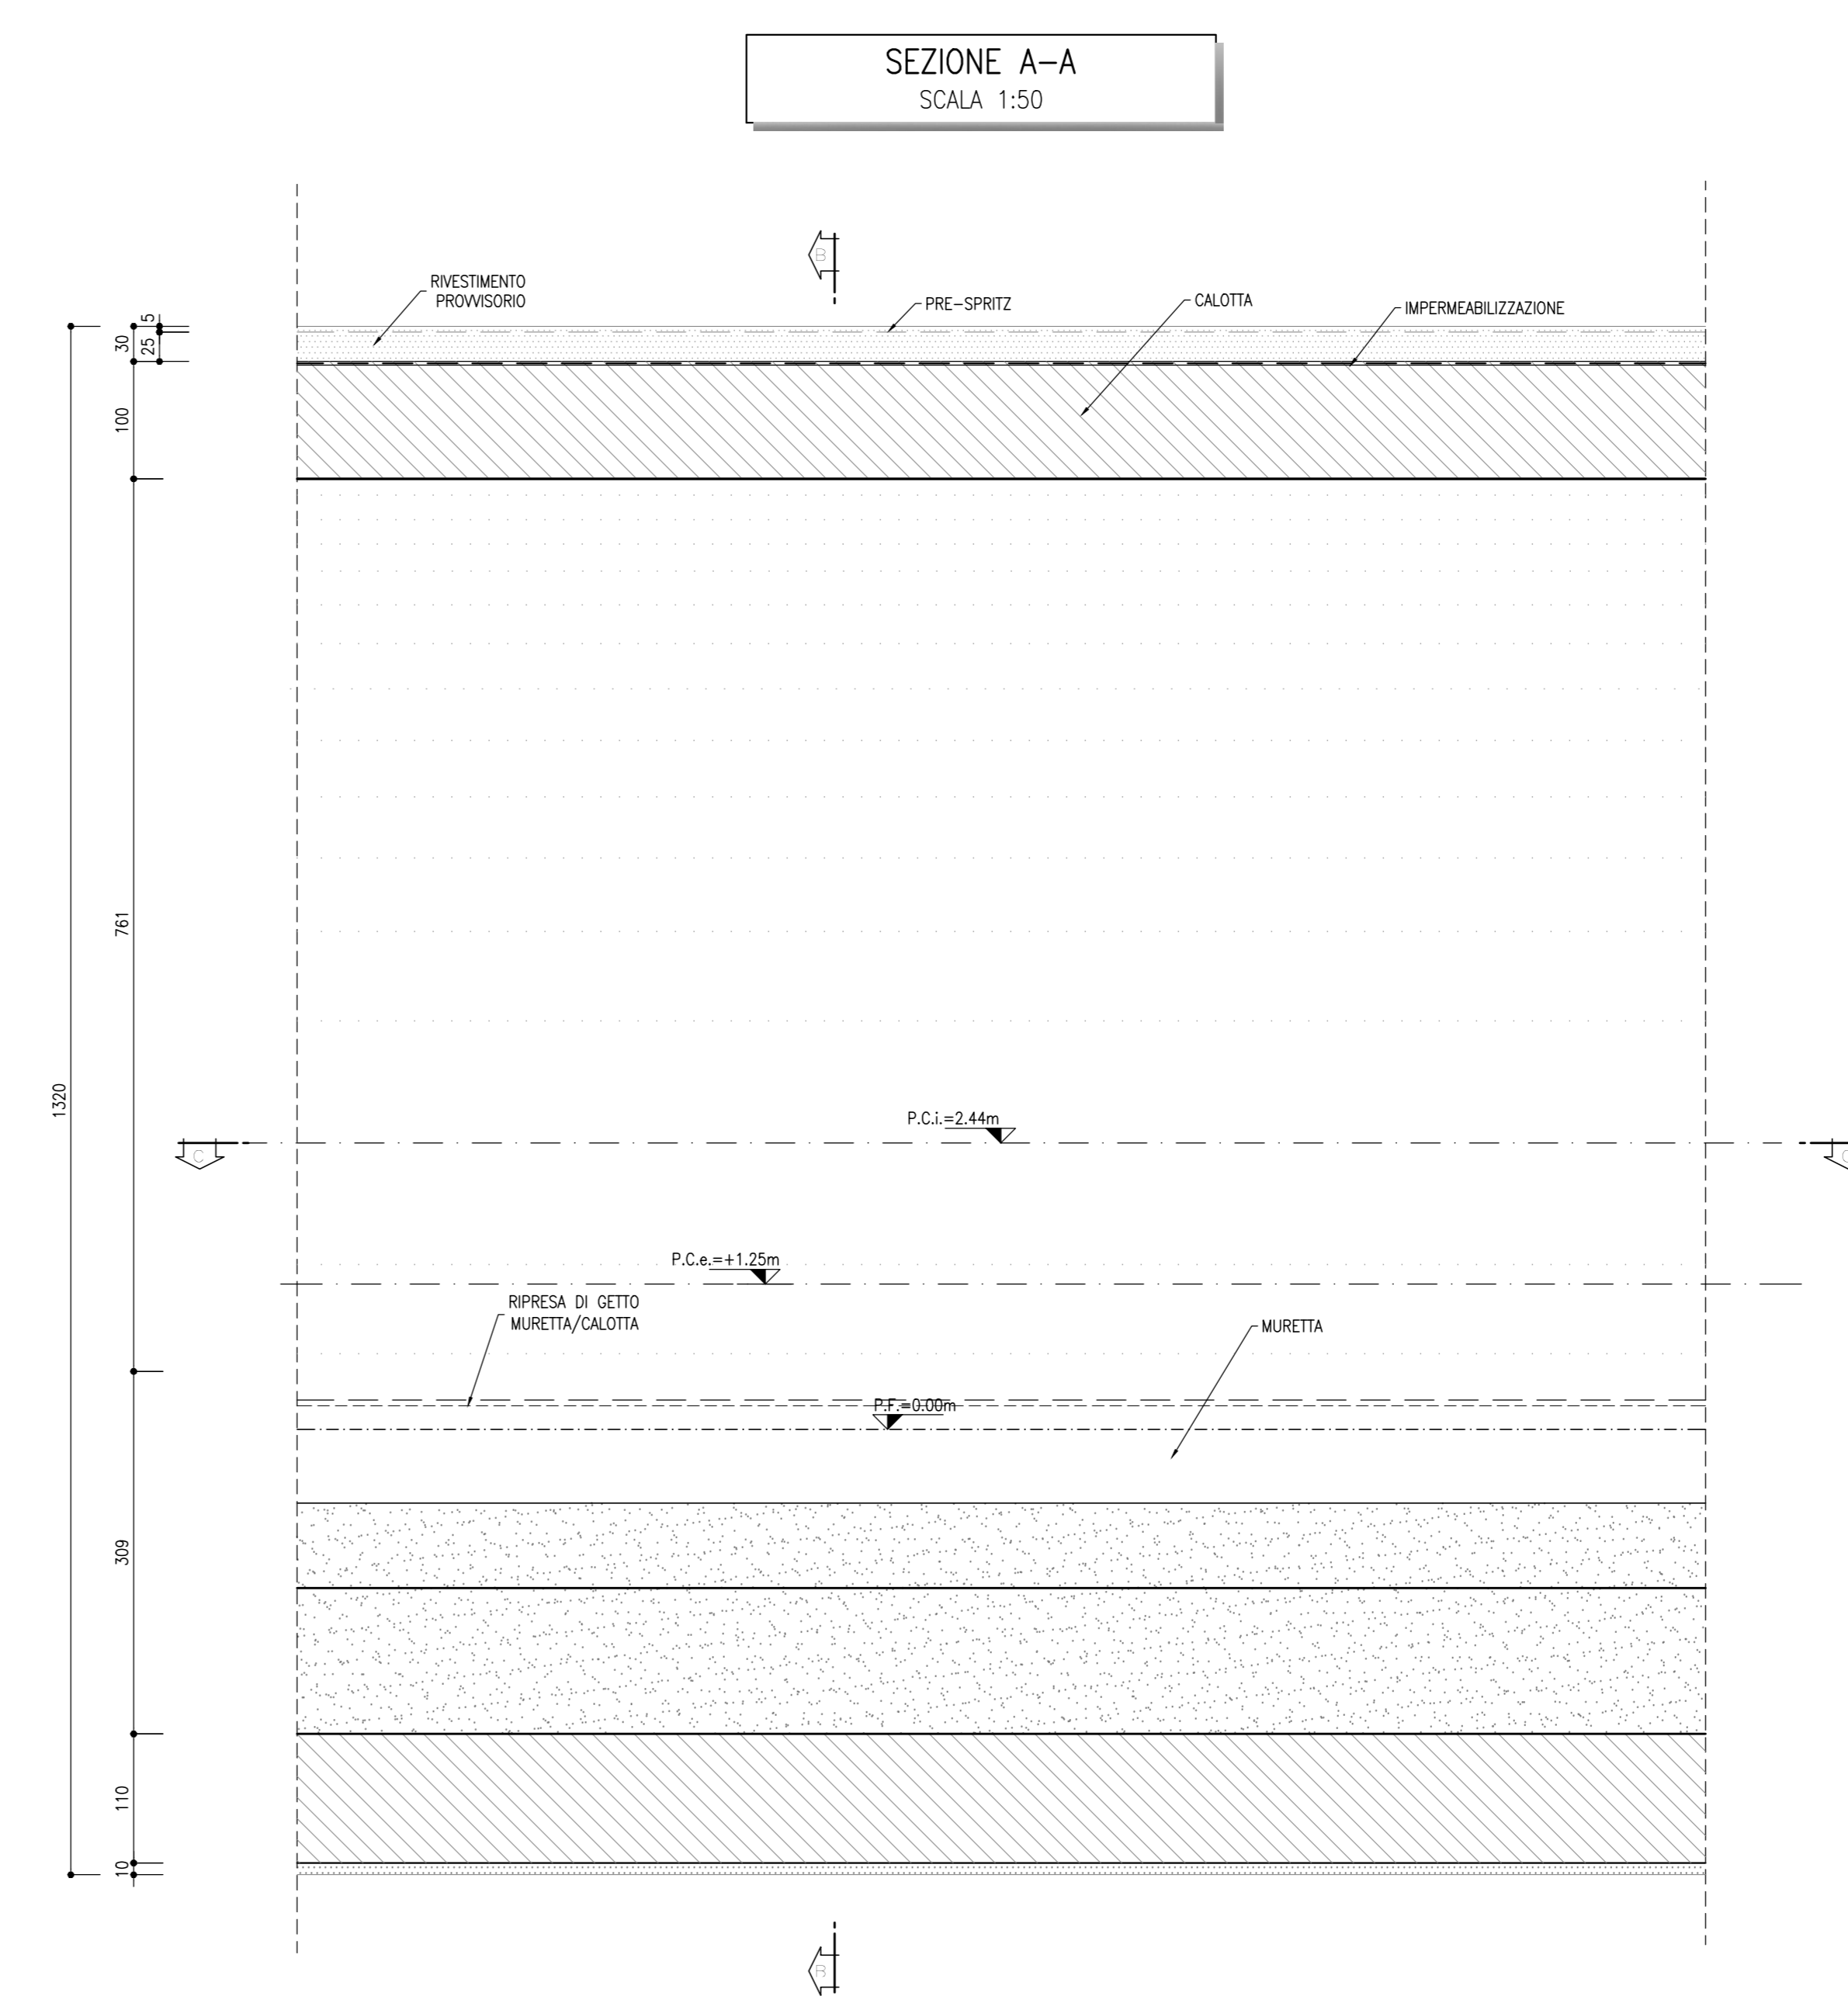 SEZIONE A-A
SCALA 1:50
B
RIVESTIMENTO
PROVVISORIO
PRE-SPRITZ
CALOTTA
IMPERMEABILIZZAZIONE
5
30
25
100
761
1320
P.C.i.=2.44m
C
C
P.C.e.=+1.25m
RIPRESA DI GETTO
MURETTA/CALOTTA
MURETTA
P.F.=0.00m
309
110
10
B